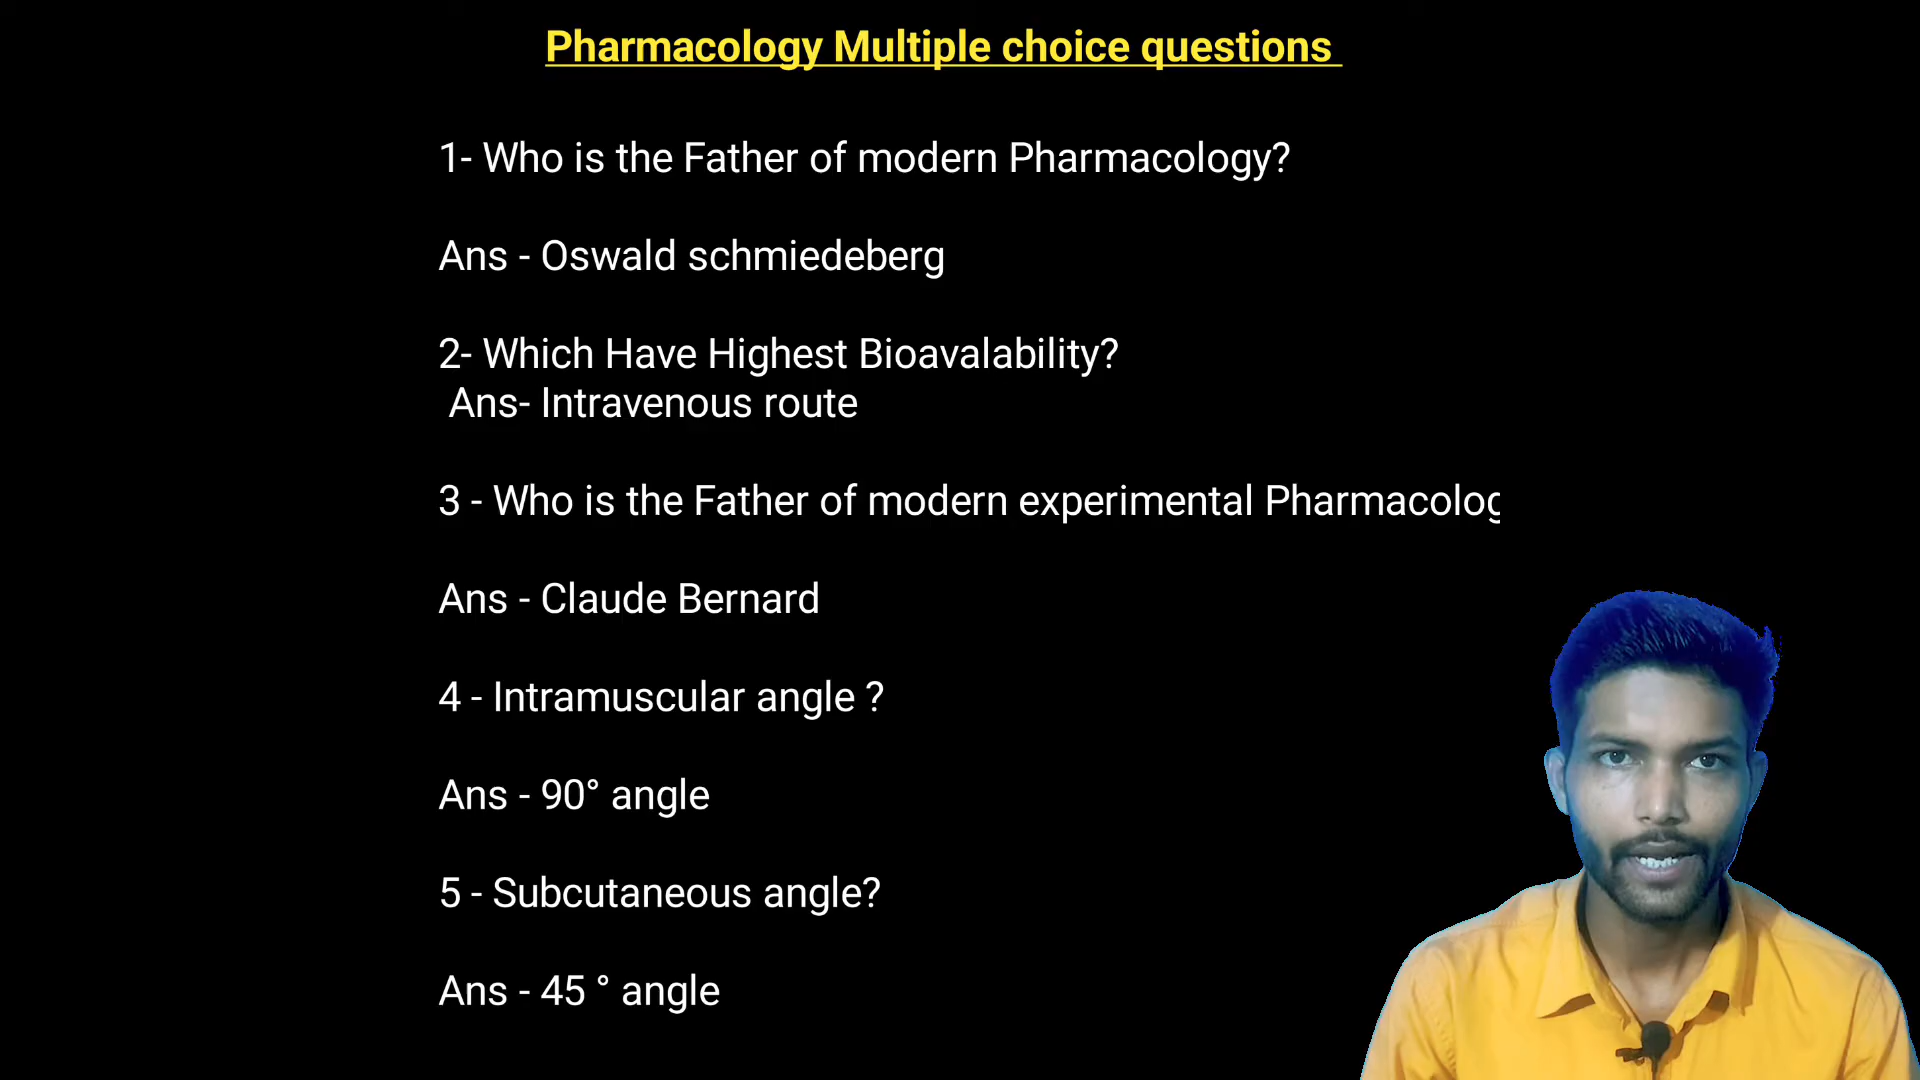 Pharmacology Multiple choice questions
1- Who is the Father of modern Pharmacology?
Ans - Oswald schmiedeberg
2- Which Have Highest Bioavalability?
Ans- Intravenous route
3 - Who is the Father of modern experimental Pharmacolog
Ans - Claude Bernard
4 - Intramuscular angle ?
Ans - 90° angle
5 - Subcutaneous angle?
Ans - 45 ° angle